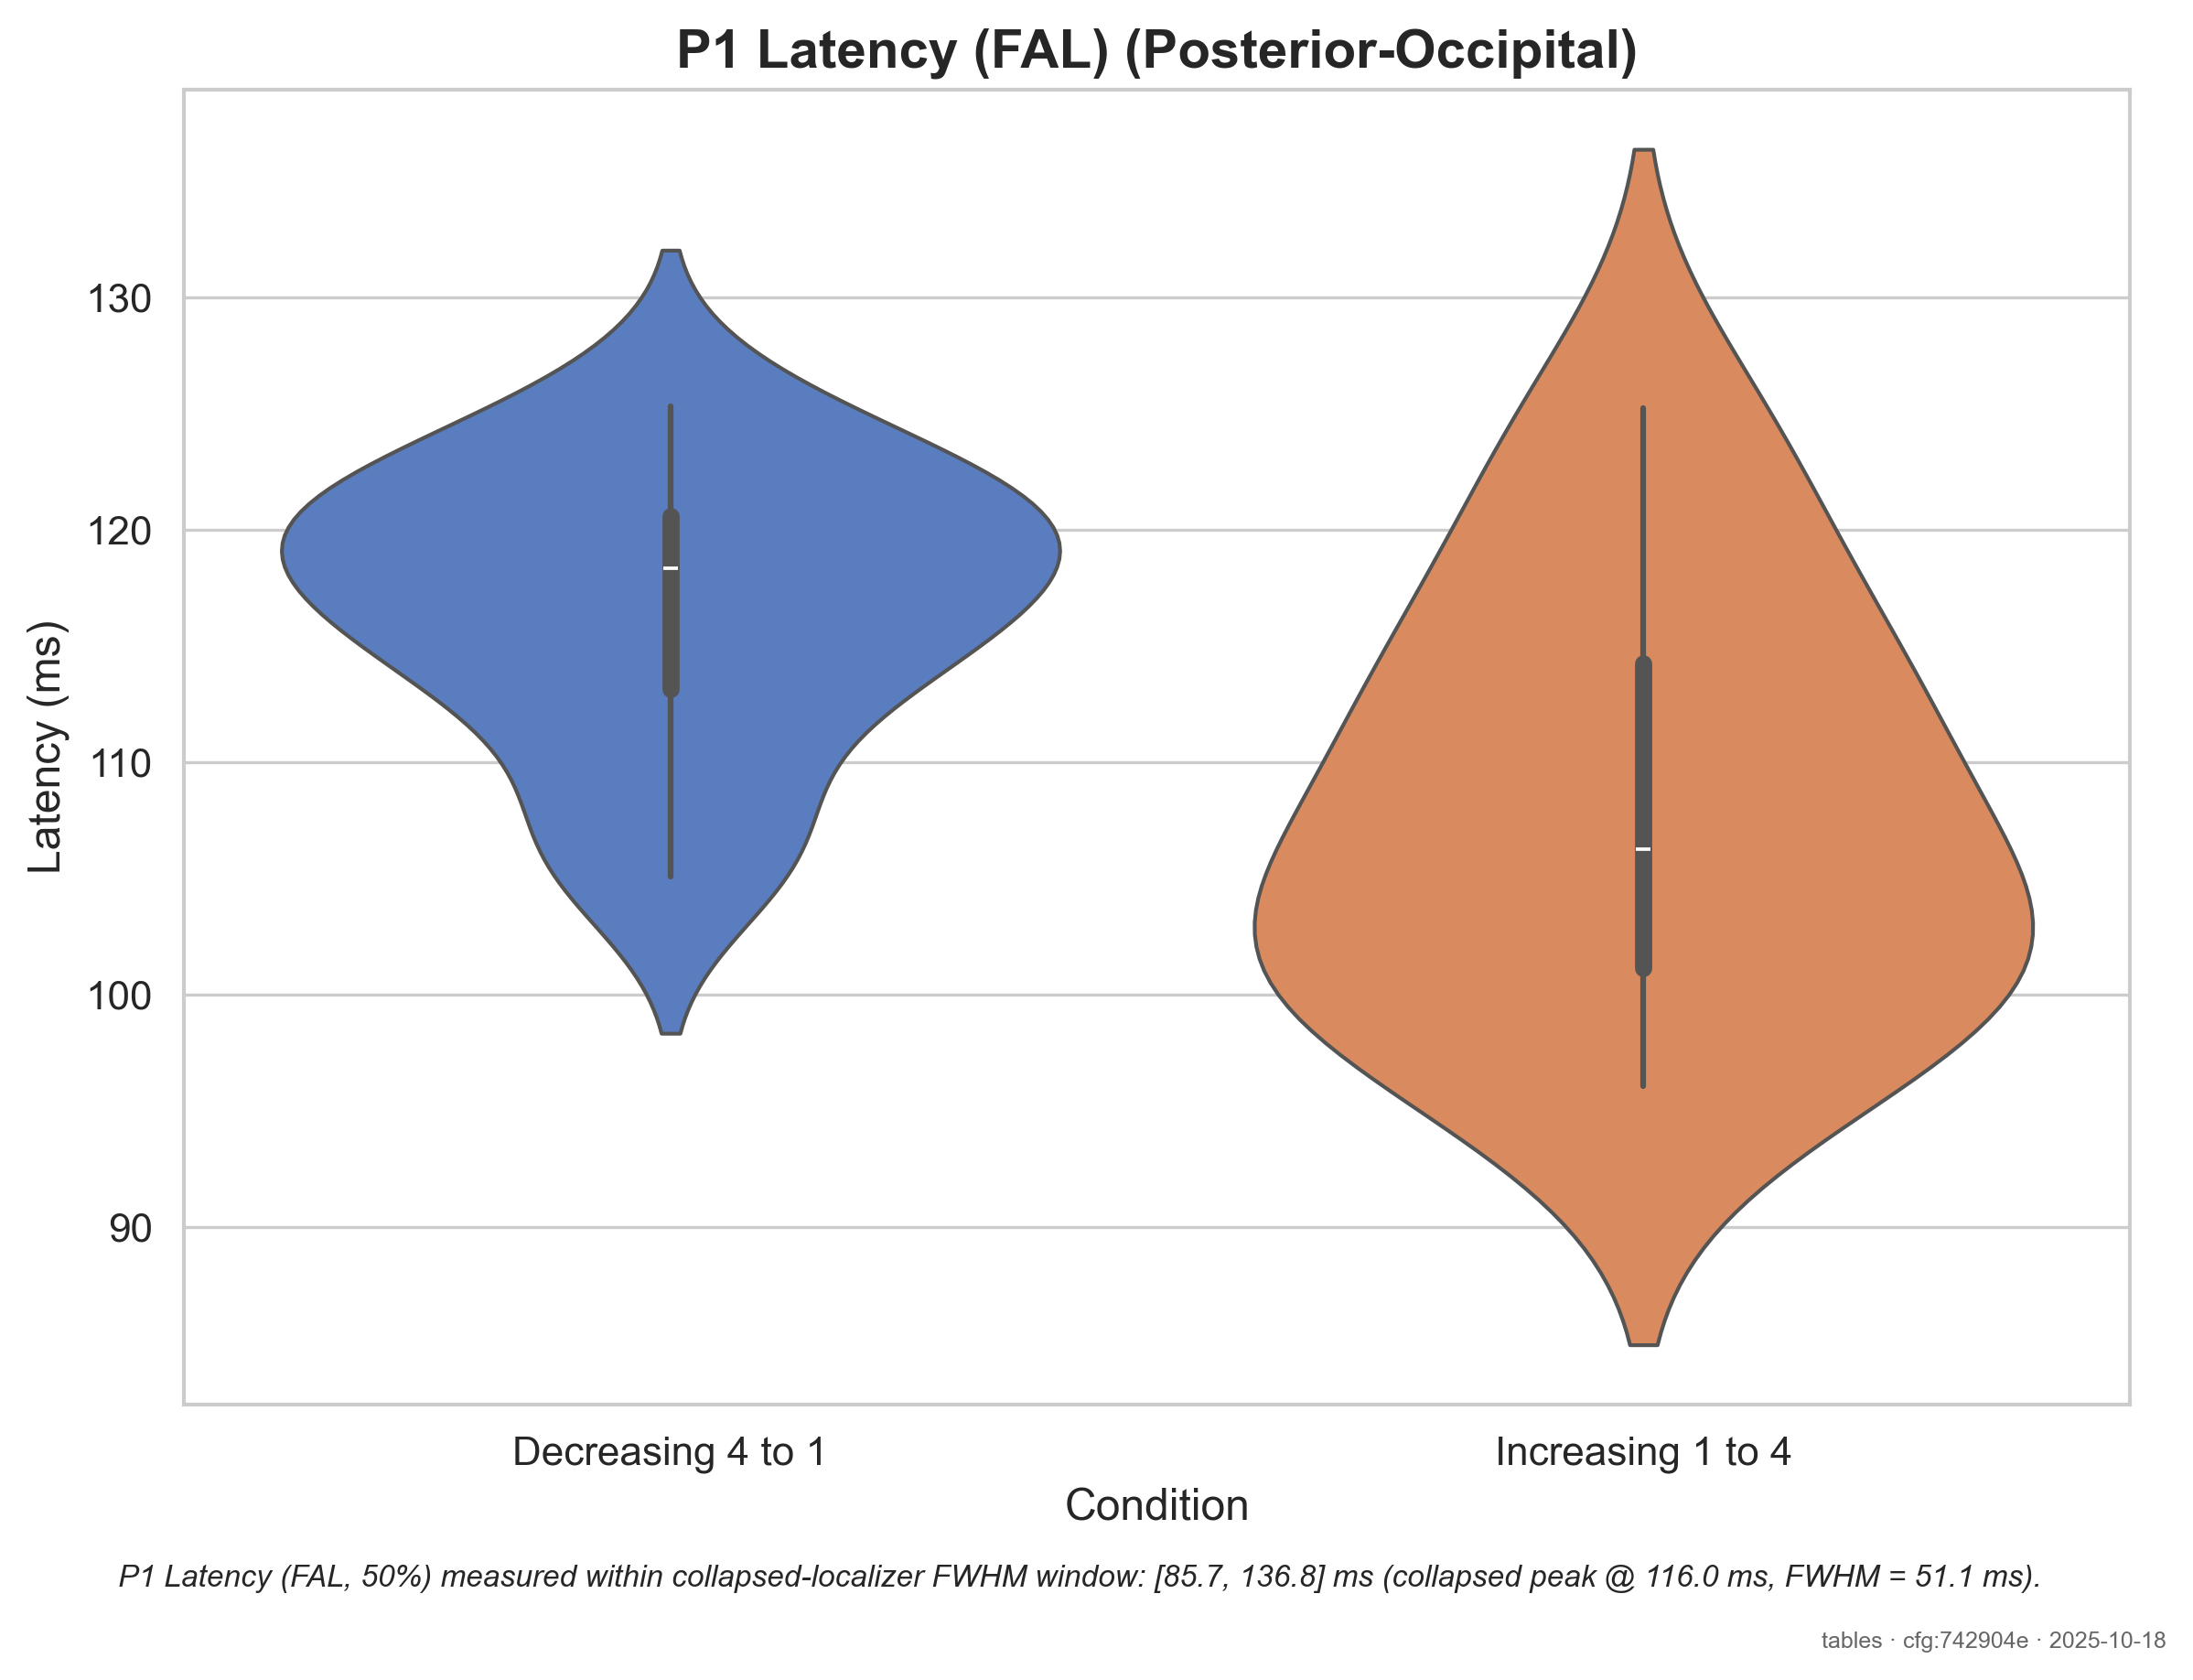 P1 Latency (FAL) (Posterior-Occipital)
Latency (ms)
130
120
110
100
90
Decreasing 4 to 1
Increasing 1 to 4
Condition
P1 Latency (FAL, 50%) measured within collapsed-localizer FWHM window: [85.7, 136.8] ms (collapsed peak @ 116.0 ms, FWHM = 51.1 ms).
tables · cfg:742904e · 2025-10-18